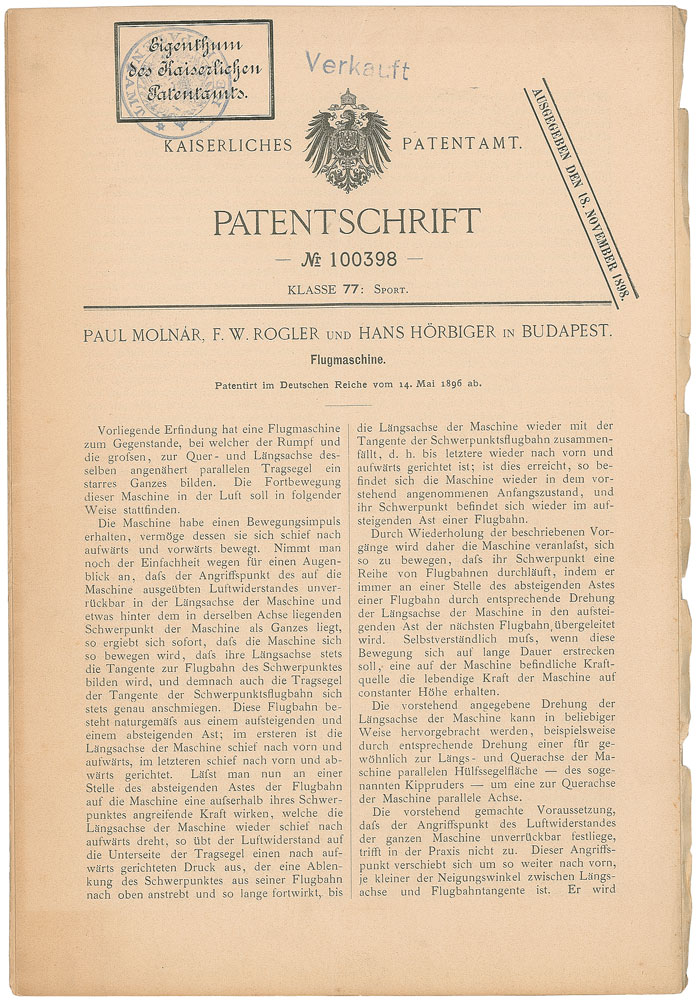 Eigenthum
des Kaiserlichen
Patentamts.
Verkauft
KAISERLICHES PATENTAMT.
AUSGEGEBEN DEN 18. NOVEMBER 1898.
PATENTSCHRIFT
— № 100398 —
KLASSE 77: SPORT.
PAUL MOLNÁR, F. W. ROGLER UND HANS HÖRBIGER IN BUDAPEST.
Flugmaschine.
Patentirt im Deutschen Reiche vom 14. Mai 1896 ab.
Vorliegende Erfindung hat eine Flugmaschine
zum Gegenstande, bei welcher der Rumpf und
die großen, zur Quer- und Längsachse des-
selben angenähert parallelen Tragsegel ein
starres Ganzes bilden. Die Fortbewegung
dieser Maschine in der Luft soll in folgender
Weise stattfinden.
Die Maschine habe einen Bewegungsimpuls
erhalten, vermöge dessen sie sich schief nach
aufwärts und vorwärts bewegt. Nimmt man
noch der Einfachheit wegen für einen Augen-
blick an, daß der Angriffspunkt des auf die
Maschine ausgeübten Luftwiderstandes unver-
rückbar in der Längsachse der Maschine und
etwas hinter dem in derselben Achse liegenden
Schwerpunkt der Maschine als Ganzes liegt,
so ergiebt sich sofort, daß die Maschine sich
so bewegen wird, daß ihre Längsachse stets
die Tangente zur Flugbahn des Schwerpunktes
bilden wird, und demnach auch die Tragsegel
der Tangente der Schwerpunktsflugbahn sich
stets genau anschmiegen. Diese Flugbahn be-
steht naturgemäß aus einem aufsteigenden und
einem absteigenden Ast; im ersteren ist die
Längsachse der Maschine schief nach vorn und
aufwärts, im letzteren schief nach vorn und ab-
wärts gerichtet. Läßt man nun an einer
Stelle des absteigenden Astes der Flugbahn
auf die Maschine eine außerhalb ihres Schwer-
punktes angreifende Kraft wirken, welche die
Längsachse der Maschine wieder schief nach
aufwärts dreht, so übt der Luftwiderstand auf
die Unterseite der Tragsegel einen nach auf-
wärts gerichteten Druck aus, der eine Ablen-
kung des Schwerpunktes aus seiner Flugbahn
nach oben anstrebt und so lange fortwirkt, bis
die Längsachse der Maschine wieder mit der
Tangente der Schwerpunktsflugbahn zusammen-
fällt, d. h. bis letztere wieder nach vorn und
aufwärts gerichtet ist; ist dies erreicht, so be-
findet sich die Maschine wieder in dem vor-
stehend angenommenen Anfangszustand, und
ihr Schwerpunkt befindet sich wieder im auf-
steigenden Ast einer Flugbahn.
Durch Wiederholung der beschriebenen Vor-
gänge wird daher die Maschine veranlaßt, sich
so zu bewegen, daß ihr Schwerpunkt eine
Reihe von Flugbahnen durchläuft, indem er
immer an einer Stelle des absteigenden Astes
einer Flugbahn durch entsprechende Drehung
der Längsachse der Maschine in den aufstei-
genden Ast der nächsten Flugbahn übergeleitet
wird. Selbstverständlich muß, wenn diese
Bewegung sich auf lange Dauer erstrecken
soll, eine auf der Maschine befindliche Kraft-
quelle die lebendige Kraft der Maschine auf
constanter Höhe erhalten.
Die vorstehend angegebene Drehung der
Längsachse der Maschine kann in beliebiger
Weise hervorgebracht werden, beispielsweise
durch entsprechende Drehung einer für ge-
wöhnlich zur Längs- und Querachse der Ma-
schine parallelen Hülfssegelfläche — des soge-
nannten Kippruders — um eine zur Querachse
der Maschine parallele Achse.
Die vorstehend gemachte Voraussetzung,
daß der Angriffspunkt des Luftwiderstandes
der ganzen Maschine unverrückbar festliege,
trifft in der Praxis nicht zu. Dieser Angriffs-
punkt verschiebt sich um so weiter nach vorn,
je kleiner der Neigungswinkel zwischen Längs-
achse und Flugbahntangente ist. Er wird